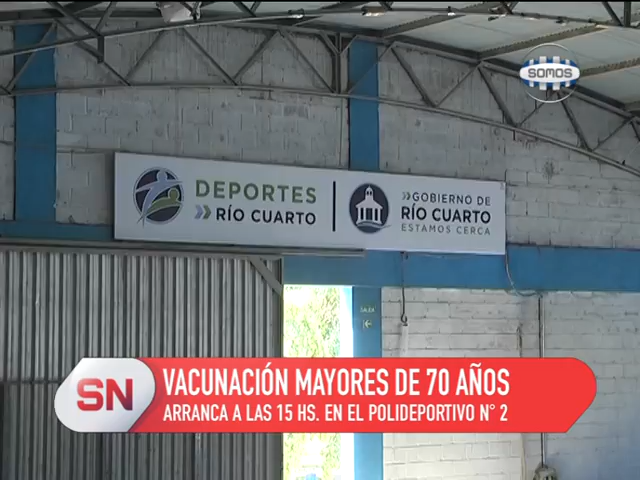 SOMOS
DEPORTES
RÍO CUARTO
GOBIERNO DE
RÍO CUARTO
ESTAMOS CERCA
SALIDA
SN
VACUNACIÓN MAYORES DE 70 AÑOS
ARRANCA A LAS 15 HS. EN EL POLIDEPORTIVO N° 2